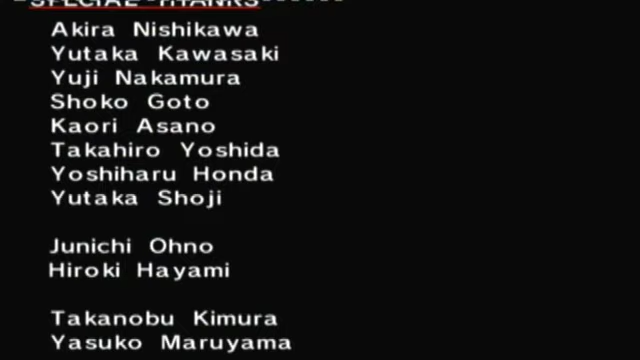 SPECIAL THANKS
Akira Nishikawa
Yutaka Kawasaki
Yuji Nakamura
Shoko Goto
Kaori Asano
Takahiro Yoshida
Yoshiharu Honda
Yutaka Shoji
Junichi Ohno
Hiroki Hayami
Takanobu Kimura
Yasuko Maruyama